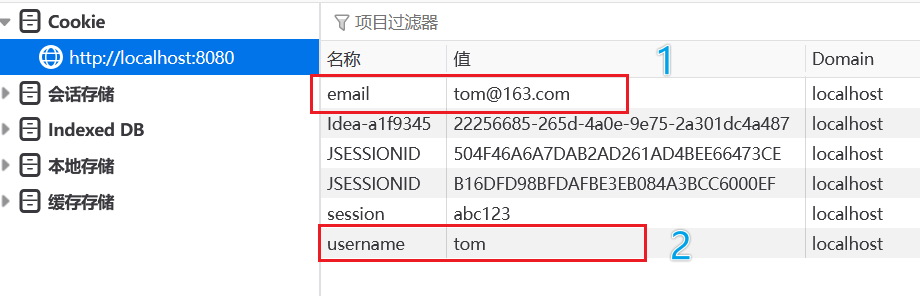 Cookie
http://localhost:8080
会话存储
Indexed DB
本地存储
缓存存储
项目过滤器
1
名称 值 Domain
email tom@163.com localhost
Idea-a1f9345 22256685-265d-4a0e-9e75-2a301dc4a487 localhost
JSESSIONID 504F46A6A7DAB2AD261AD4BEE66473CE localhost
JSESSIONID B16DFD98BFDAFBE3EB084A3BCC6000EF localhost
session abc123 localhost
username tom localhost
2